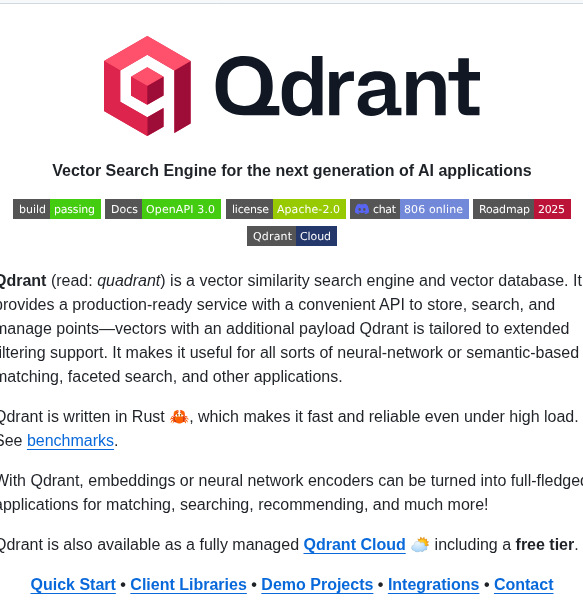 Qdrant
Vector Search Engine for the next generation of AI applications
build passing Docs OpenAPI 3.0 license Apache-2.0 chat 806 online Roadmap 2025
Qdrant Cloud
Qdrant (read: quadrant) is a vector similarity search engine and vector database. It
provides a production-ready service with a convenient API to store, search, and
manage points—vectors with an additional payload Qdrant is tailored to extended
filtering support. It makes it useful for all sorts of neural-network or semantic-based
matching, faceted search, and other applications.
Qdrant is written in Rust 🦀, which makes it fast and reliable even under high load.
See benchmarks.
With Qdrant, embeddings or neural network encoders can be turned into full-fledged
applications for matching, searching, recommending, and much more!
Qdrant is also available as a fully managed Qdrant Cloud 🌥️ including a free tier.
Quick Start • Client Libraries • Demo Projects • Integrations • Contact